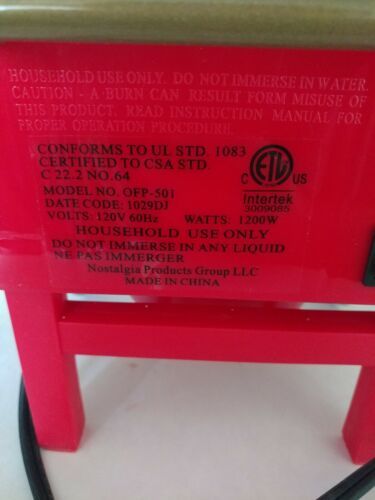 HOUSEHOLD USE ONLY. DO NOT IMMERSE IN WATER.
CAUTION - A BURN CAN RESULT FORM MISUSE OF
THIS PRODUCT. READ INSTRUCTION MANUAL FOR
PROPER OPERATION PROCEDURE.
CONFORMS TO UL STD. 1083
CERTIFIED TO CSA STD.
C 22.2 NO.64
MODEL NO. OFP-501
DATE CODE: 1029DJ
VOLTS: 120V 60Hz WATTS: 1200W
C ETL US
Intertek
3009085
HOUSEHOLD USE ONLY
DO NOT IMMERSE IN ANY LIQUID
NE PAS IMMERGER
Nostalgia Products Group LLC
MADE IN CHINA